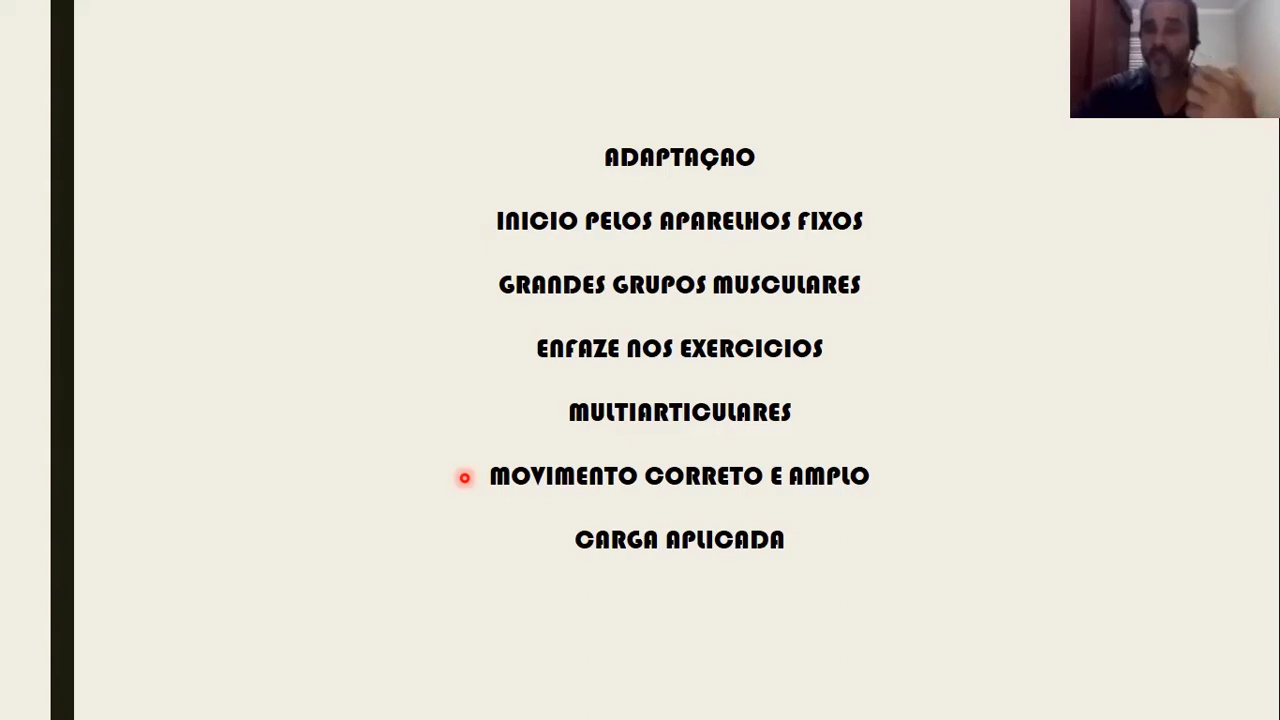 ADAPTAÇAO
INICIO PELOS APARELHOS FIXOS
GRANDES GRUPOS MUSCULARES
ENFAZE NOS EXERCICIOS
MULTIARTICULARES
MOVIMENTO CORRETO E AMPLO
CARGA APLICADA